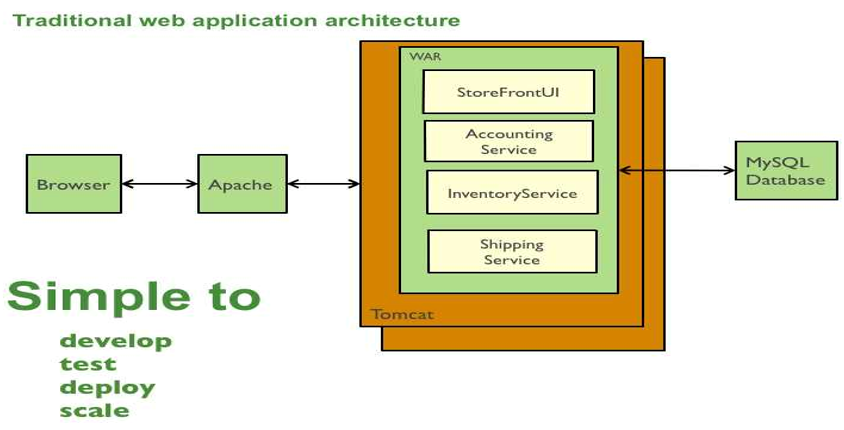 Traditional web application architecture
WAR
StoreFrontUI
Accounting
Service
InventoryService
Shipping
Service
Tomcat
Browser
Apache
MySQL
Database
Simple to
develop
test
deploy
scale